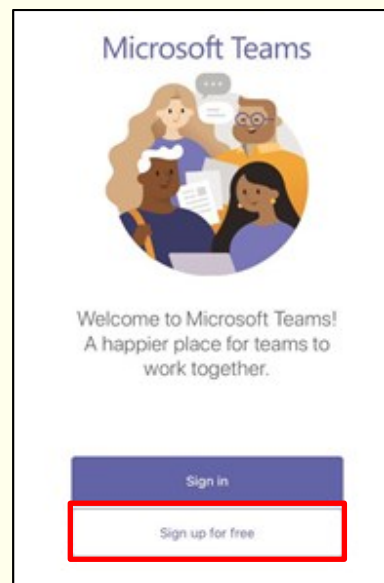 Microsoft Teams
Welcome to Microsoft Teams!
A happier place for teams to
work together.
Sign in
Sign up for free